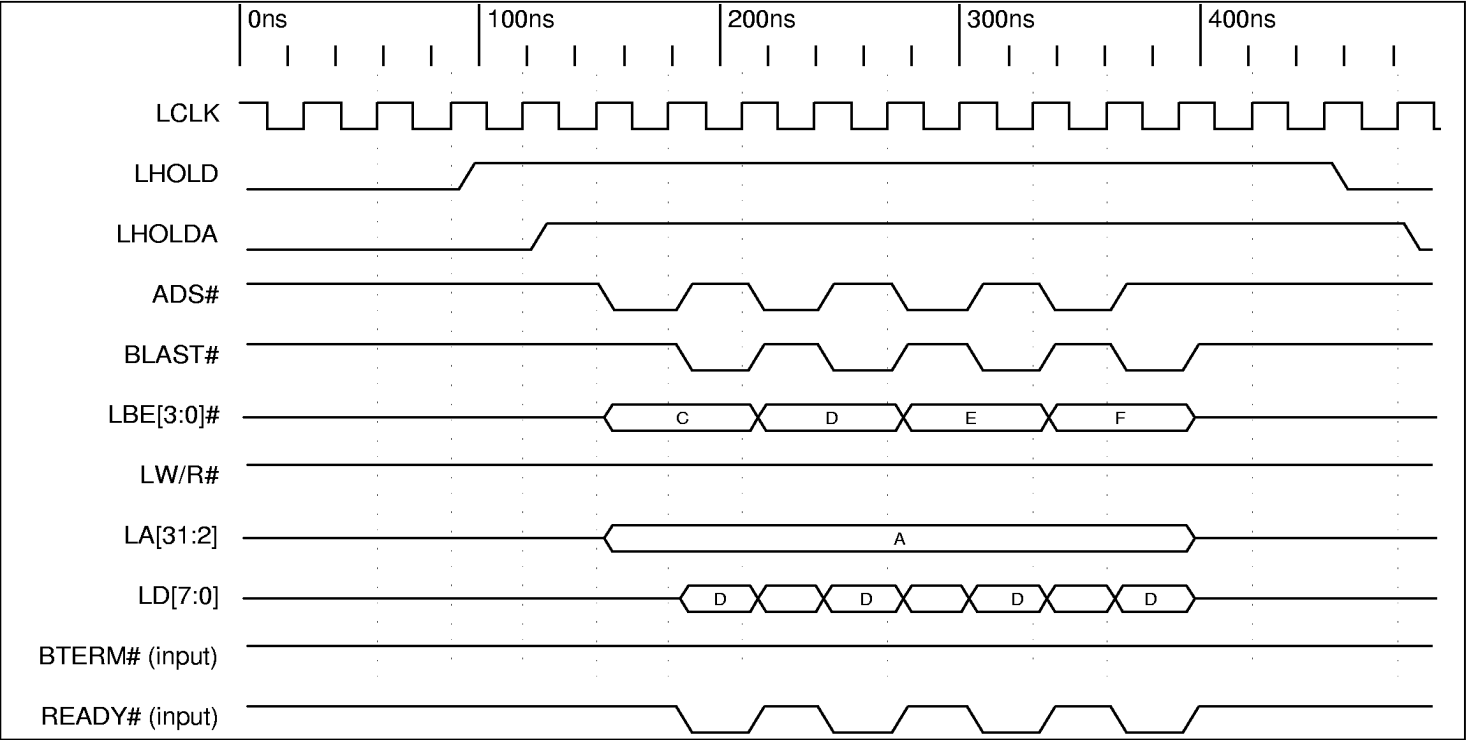 0ns 100ns 200ns 300ns 400ns
LCLK
LHOLD
LHOLDA
ADS#
BLAST#
LBE[3:0]# C D E F
LW/R#
LA[31:2] A
LD[7:0] D D D D
BTERM# (input)
READY# (input)